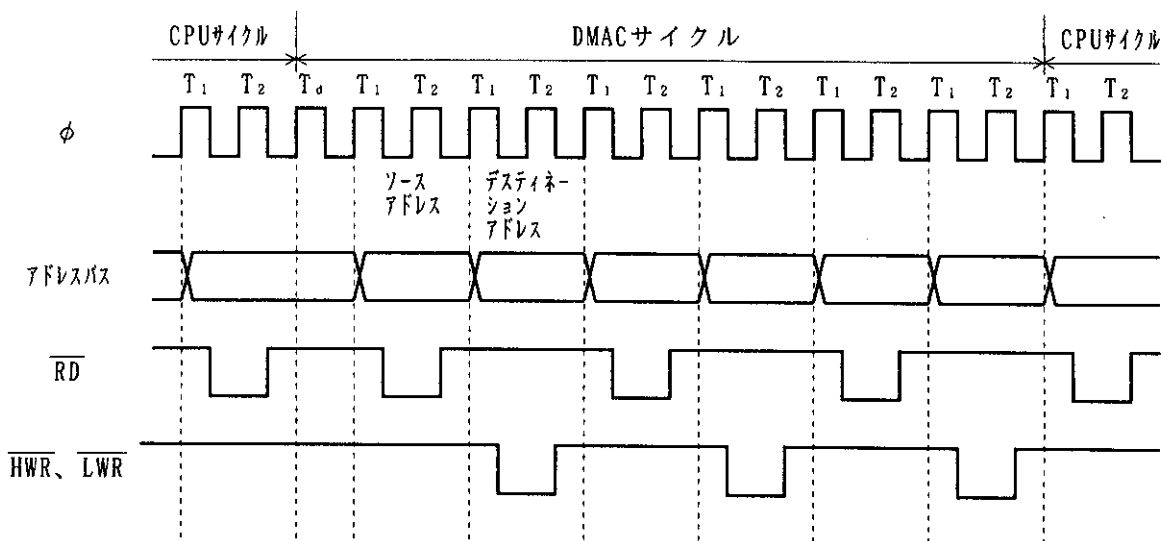 CPUサイクル DMACサイクル CPUサイクル
T₁ T₂ T_d T₁ T₂ T₁ T₂ T₁ T₂ T₁ T₂ T₁ T₂ T₁ T₂ T₁ T₂
φ
ソース
アドレス
デスティネー
ション
アドレス
アドレスバス
RD
HWR、LWR